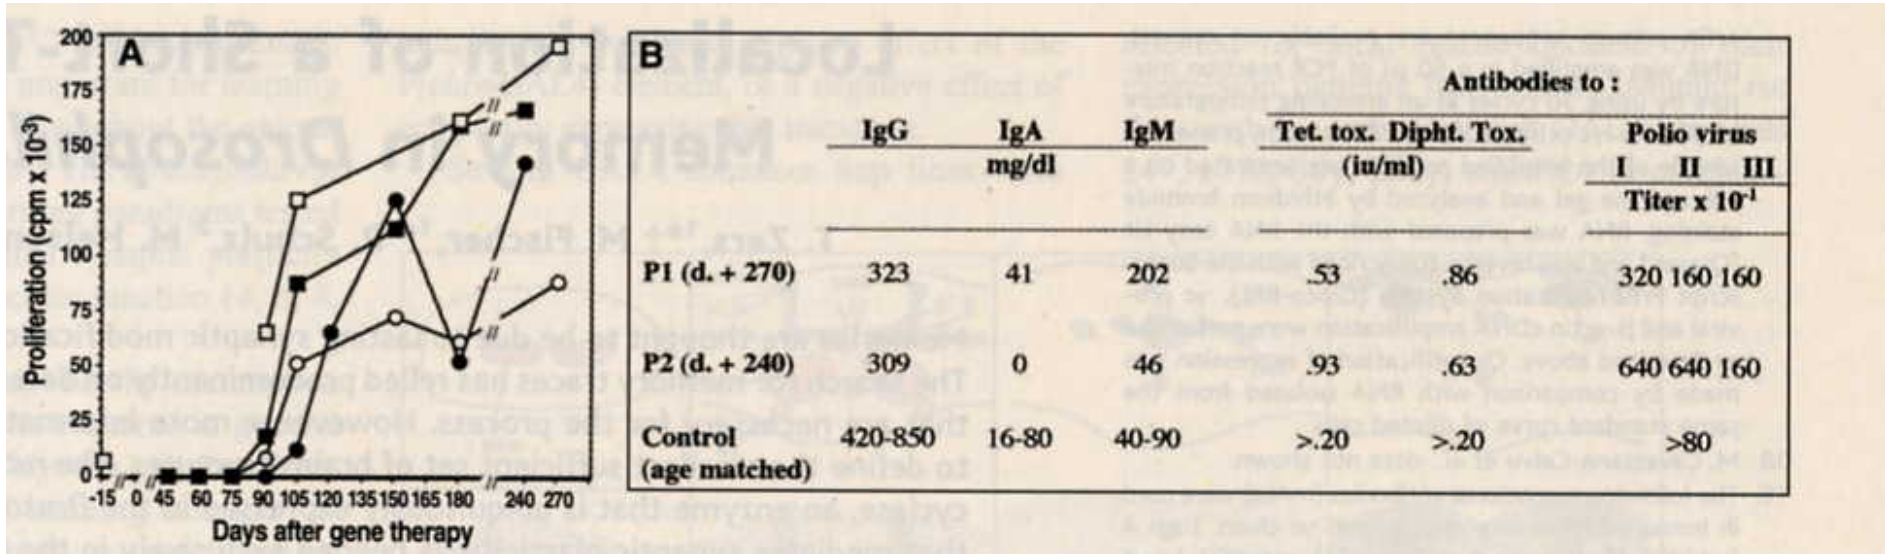 A
200
175
150
125
100
75
50
25
0
Proliferation (cpm x 10-3)
-15 0 45 60 75 90 105 120 135 150 165 180 240 270
Days after gene therapy
B
Antibodies to :
IgG IgA IgM Tet. tox. Dipht. Tox. Polio virus
mg/dl (iu/ml) I II III
Titer x 10-1
P1 (d. + 270) 323 41 202 .53 .86 320 160 160
P2 (d. + 240) 309 0 46 .93 .63 640 640 160
Control 420-850 16-80 40-90 >.20 >.20 >80
(age matched)